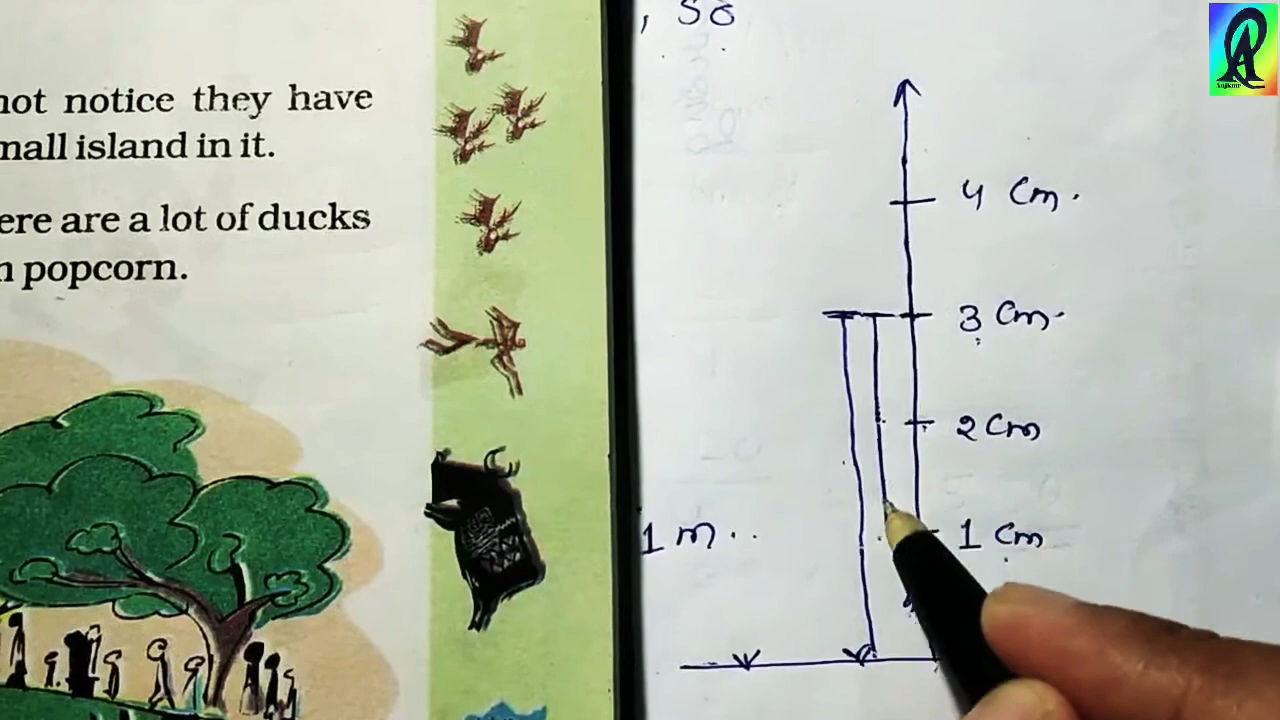 not notice they have
mall island in it.
ere are a lot of ducks
n popcorn.
, So
4 Cm.
3 Cm.
2 Cm
1 Cm
1 m..